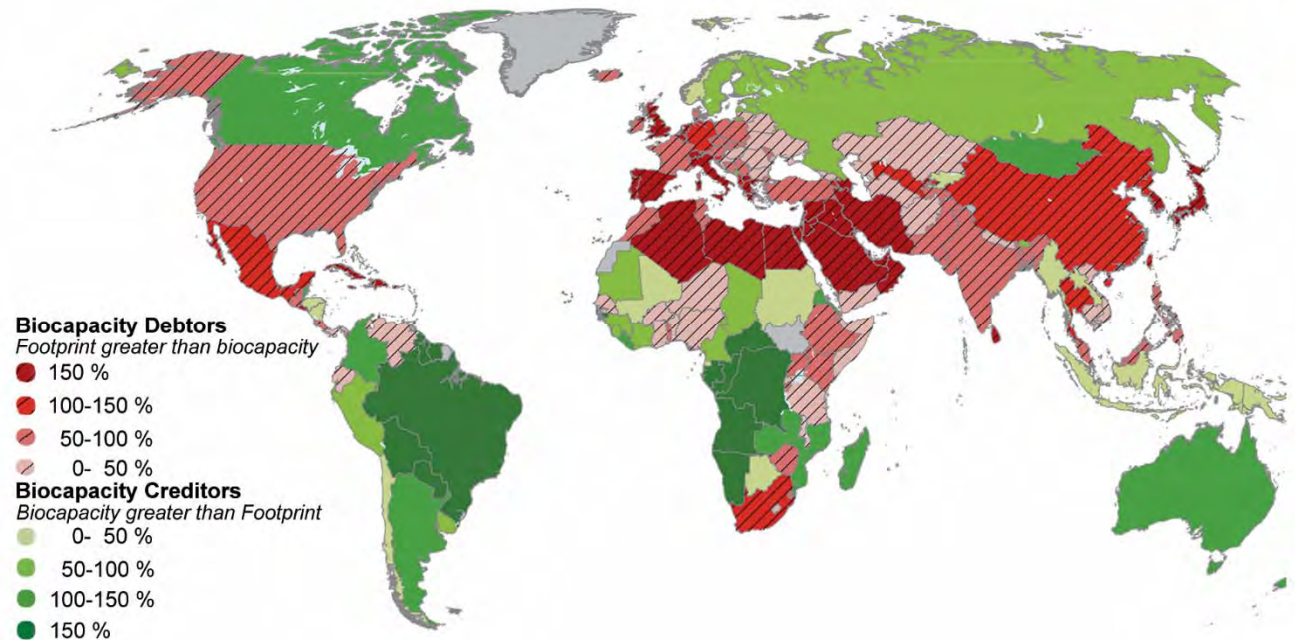 Biocapacity Debtors
Footprint greater than biocapacity
150 %
100-150 %
50-100 %
0- 50 %
Biocapacity Creditors
Biocapacity greater than Footprint
0- 50 %
50-100 %
100-150 %
150 %